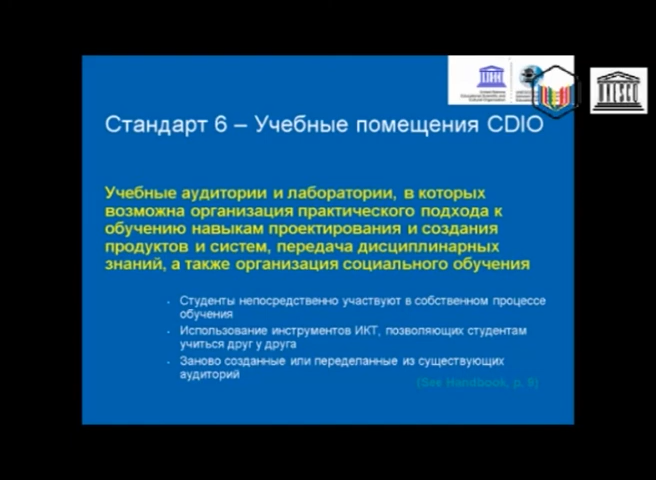 Стандарт 6 – Учебные помещения CDIO
Учебные аудитории и лаборатории, в которых
возможна организация практического подхода к
обучению навыкам проектирования и создания
продуктов и систем, передача дисциплинарных
знаний, а также организация социального обучения
Студенты непосредственно участвуют в собственном процессе
обучения
Использование инструментов ИКТ, позволяющих студентам
учиться друг у друга
Заново созданные или переделанные из существующих
аудиторий
(See Handbook, p. 9)